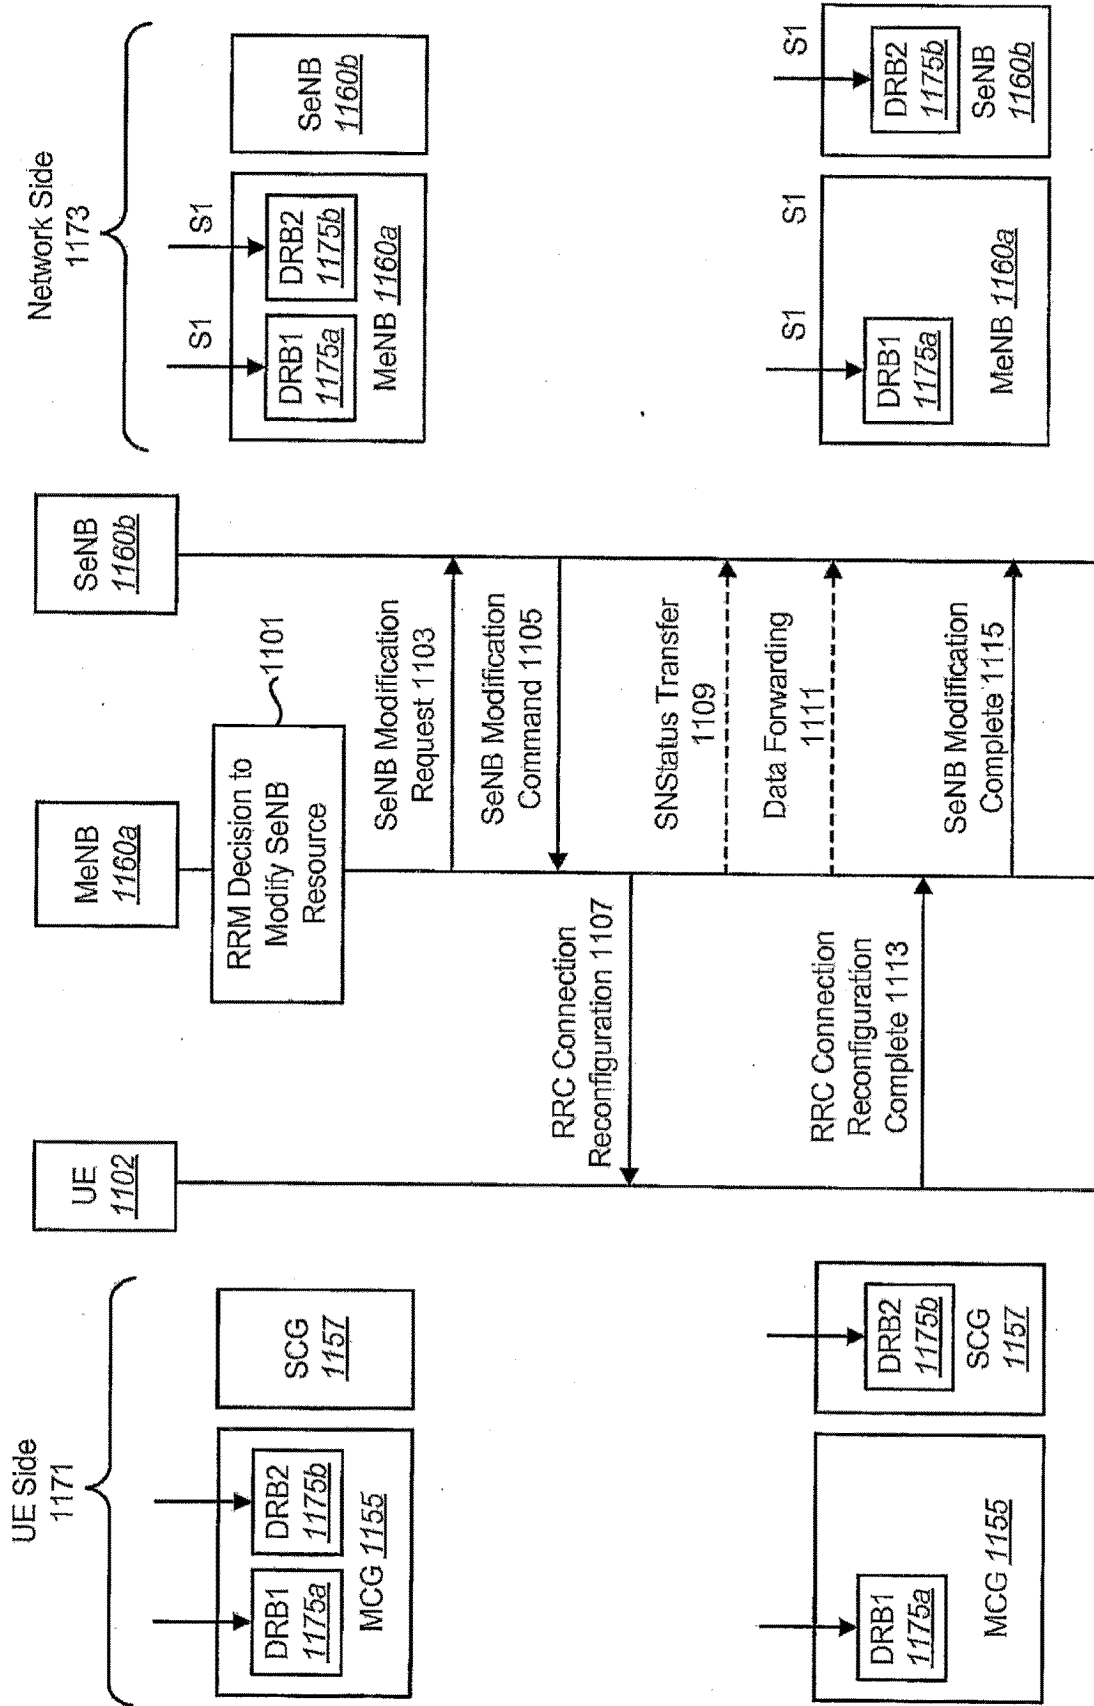 UE Side
1171
DRB1
1175a
DRB2
1175b
MCG 1155
SCG
1157
DRB1
1175a
MCG 1155
DRB2
1175b
SCG
1157
UE
1102
MeNB
1160a
SeNB
1160b
RRM Decision to
Modify SeNB
Resource
1101
SeNB Modification
Request 1103
SeNB Modification
Command 1105
RRC Connection
Reconfiguration 1107
SNStatus Transfer
1109
Data Forwarding
1111
RRC Connection
Reconfiguration
Complete 1113
SeNB Modification
Complete 1115
Network Side
1173
S1
S1
DRB1
1175a
DRB2
1175b
MeNB 1160a
SeNB
1160b
S1
S1
S1
DRB1
1175a
MeNB 1160a
DRB2
1175b
SeNB
1160b